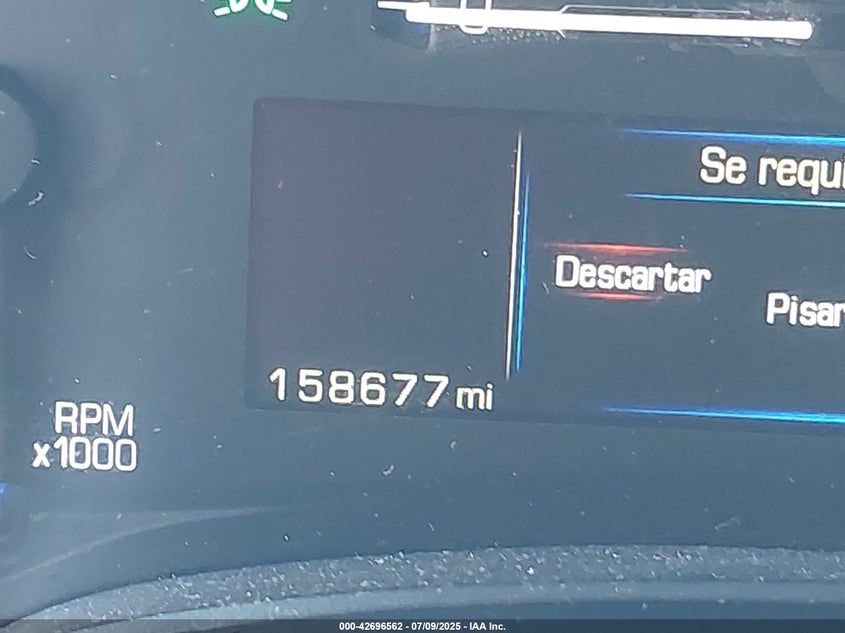 Se requi
Descartar
Pisar
158677 mi
RPM
x1000
000-42696562 - 07/09/2025 - IAA Inc.